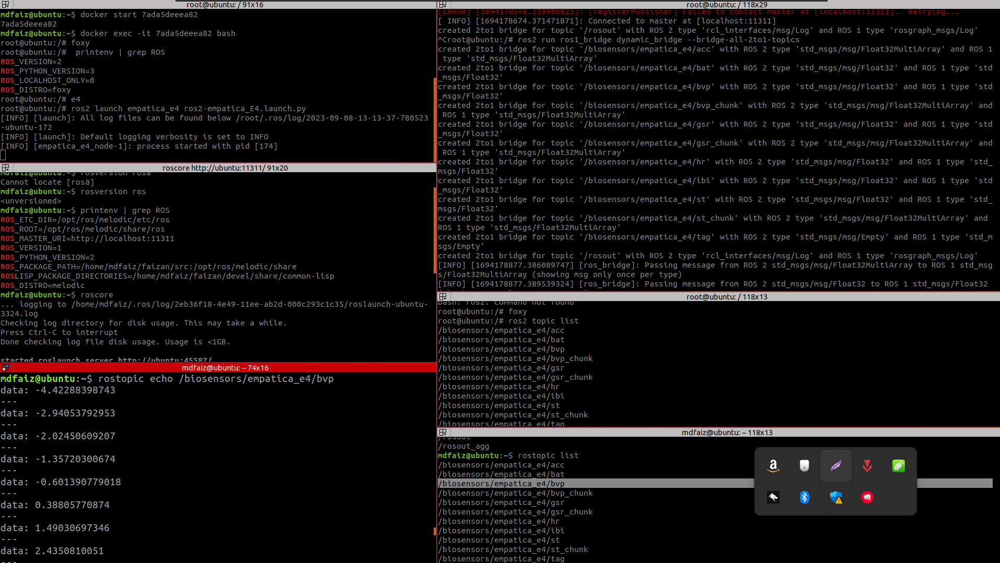 root@ubuntu: / 91x16
mdfaiz@ubuntu:~$ docker start 7ada5deeea82
7ada5deeea82
mdfaiz@ubuntu:~$ docker exec -it 7ada5deeea82 bash
root@ubuntu:/# foxy
root@ubuntu:/#  printenv | grep ROS
ROS_VERSION=2
ROS_PYTHON_VERSION=3
ROS_LOCALHOST_ONLY=0
ROS_DISTRO=foxy
root@ubuntu:/# e4
root@ubuntu:/# ros2 launch empatica_e4 ros2-empatica_E4.launch.py
[INFO] [launch]: All log files can be found below /root/.ros/log/2023-09-08-13-13-37-780523
-ubuntu-172
[INFO] [launch]: Default logging verbosity is set to INFO
[INFO] [empatica_e4_node-1]: process started with pid [174]
roscore http://ubuntu:11311/ 91x20
mdfaiz@ubuntu:~$ rosversion rosä
Cannot locate [rosä]
mdfaiz@ubuntu:~$ rosversion ros
<unversioned>
mdfaiz@ubuntu:~$ printenv | grep ROS
ROS_ETC_DIR=/opt/ros/melodic/etc/ros
ROS_ROOT=/opt/ros/melodic/share/ros
ROS_MASTER_URI=http://localhost:11311
ROS_VERSION=1
ROS_PYTHON_VERSION=2
ROS_PACKAGE_PATH=/home/mdfaiz/faizan/src:/opt/ros/melodic/share
ROSLISP_PACKAGE_DIRECTORIES=/home/mdfaiz/faizan/devel/share/common-lisp
ROS_DISTRO=melodic
mdfaiz@ubuntu:~$ roscore
... logging to /home/mdfaiz/.ros/log/2eb36f18-4e49-11ee-ab2d-000c293c1c35/roslaunch-ubuntu-
3324.log
Checking log directory for disk usage. This may take a while.
Press Ctrl-C to interrupt
Done checking log file disk usage. Usage is <1GB.
started roslaunch server http://ubuntu:45587/
mdfaiz@ubuntu: ~ 74x16
mdfaiz@ubuntu:~$ rostopic echo /biosensors/empatica_e4/bvp
data: -4.42288398743
---
data: -2.94053792953
---
data: -2.02450609207
---
data: -1.35720300674
---
data: -0.601390779018
---
data: 0.38805770874
---
data: 1.49030697346
---
data: 2.4350810051
---
root@ubuntu: / 118x29
[ERROR] [1694178548.219906825]: [registerPublisher] Failed to contact master at [localhost:11311].  Retrying...
[ INFO] [1694178674.371471871]: Connected to master at [localhost:11311]
created 2to1 bridge for topic '/rosout' with ROS 2 type 'rcl_interfaces/msg/Log' and ROS 1 type 'rosgraph_msgs/Log'
^Croot@ubuntu:/# ros2 run ros1_bridge dynamic_bridge --bridge-all-2to1-topics
created 2to1 bridge for topic '/biosensors/empatica_e4/acc' with ROS 2 type 'std_msgs/msg/Float32MultiArray' and ROS 1
 type 'std_msgs/Float32MultiArray'
created 2to1 bridge for topic '/biosensors/empatica_e4/bat' with ROS 2 type 'std_msgs/msg/Float32' and ROS 1 type 'std
_msgs/Float32'
created 2to1 bridge for topic '/biosensors/empatica_e4/bvp' with ROS 2 type 'std_msgs/msg/Float32' and ROS 1 type 'std
_msgs/Float32'
created 2to1 bridge for topic '/biosensors/empatica_e4/bvp_chunk' with ROS 2 type 'std_msgs/msg/Float32MultiArray' and
 ROS 1 type 'std_msgs/Float32MultiArray'
created 2to1 bridge for topic '/biosensors/empatica_e4/gsr' with ROS 2 type 'std_msgs/msg/Float32' and ROS 1 type 'std
_msgs/Float32'
created 2to1 bridge for topic '/biosensors/empatica_e4/gsr_chunk' with ROS 2 type 'std_msgs/msg/Float32MultiArray' and
 ROS 1 type 'std_msgs/Float32MultiArray'
created 2to1 bridge for topic '/biosensors/empatica_e4/hr' with ROS 2 type 'std_msgs/msg/Float32' and ROS 1 type 'std_
msgs/Float32'
created 2to1 bridge for topic '/biosensors/empatica_e4/ibi' with ROS 2 type 'std_msgs/msg/Float32' and ROS 1 type 'std
_msgs/Float32'
created 2to1 bridge for topic '/biosensors/empatica_e4/st' with ROS 2 type 'std_msgs/msg/Float32' and ROS 1 type 'std_
msgs/Float32'
created 2to1 bridge for topic '/biosensors/empatica_e4/st_chunk' with ROS 2 type 'std_msgs/msg/Float32MultiArray' and
ROS 1 type 'std_msgs/Float32MultiArray'
created 2to1 bridge for topic '/biosensors/empatica_e4/tag' with ROS 2 type 'std_msgs/msg/Empty' and ROS 1 type 'std_m
sgs/Empty'
created 2to1 bridge for topic '/rosout' with ROS 2 type 'rcl_interfaces/msg/Log' and ROS 1 type 'rosgraph_msgs/Log'
[INFO] [1694178877.386089747] [ros_bridge]: Passing message from ROS 2 std_msgs/msg/Float32MultiArray to ROS 1 std_msg
s/Float32MultiArray (showing msg only once per type)
[INFO] [1694178877.389539324] [ros_bridge]: Passing message from ROS 2 std_msgs/msg/Float32 to ROS 1 std_msgs/Float32
root@ubuntu: / 118x13
bash: ros2: command not found
root@ubuntu:/# foxy
root@ubuntu:/# ros2 topic list
/biosensors/empatica_e4/acc
/biosensors/empatica_e4/bat
/biosensors/empatica_e4/bvp
/biosensors/empatica_e4/bvp_chunk
/biosensors/empatica_e4/gsr
/biosensors/empatica_e4/gsr_chunk
/biosensors/empatica_e4/hr
/biosensors/empatica_e4/ibi
/biosensors/empatica_e4/st
/biosensors/empatica_e4/st_chunk
/biosensors/empatica_e4/tag
mdfaiz@ubuntu: ~ 118x13
/rosout
/rosout_agg
mdfaiz@ubuntu:~$ rostopic list
/biosensors/empatica_e4/acc
/biosensors/empatica_e4/bat
/biosensors/empatica_e4/bvp
/biosensors/empatica_e4/bvp_chunk
/biosensors/empatica_e4/gsr
/biosensors/empatica_e4/gsr_chunk
/biosensors/empatica_e4/hr
/biosensors/empatica_e4/ibi
/biosensors/empatica_e4/st
/biosensors/empatica_e4/st_chunk
/biosensors/empatica_e4/tag